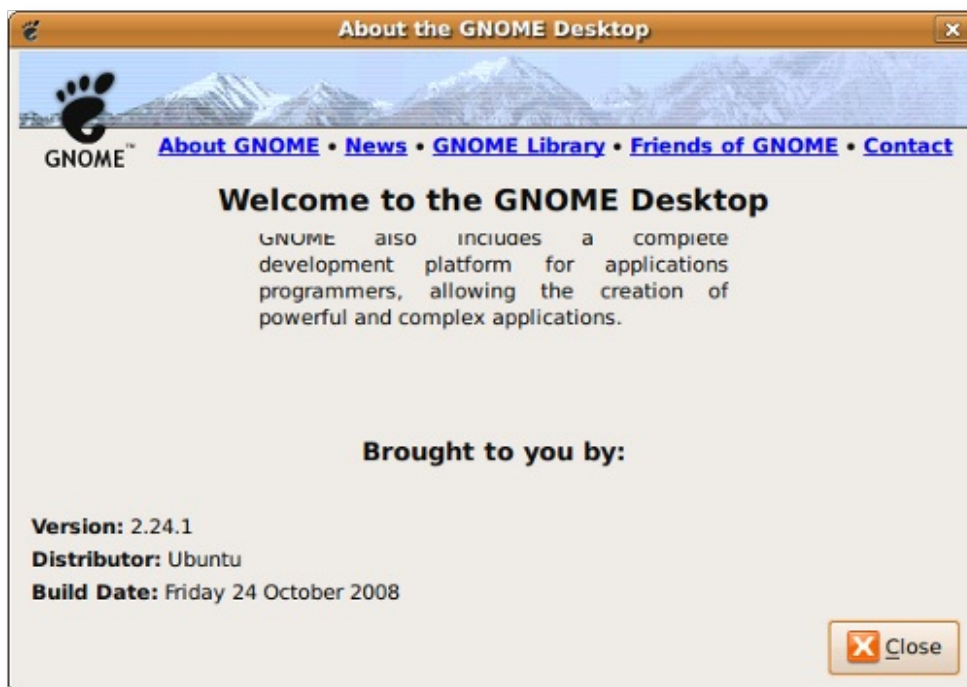 About the GNOME Desktop
GNOME™
About GNOME • News • GNOME Library • Friends of GNOME • Contact
Welcome to the GNOME Desktop
GNOME also includes a complete
development platform for applications
programmers, allowing the creation of
powerful and complex applications.
Brought to you by:
Version: 2.24.1
Distributor: Ubuntu
Build Date: Friday 24 October 2008
Close